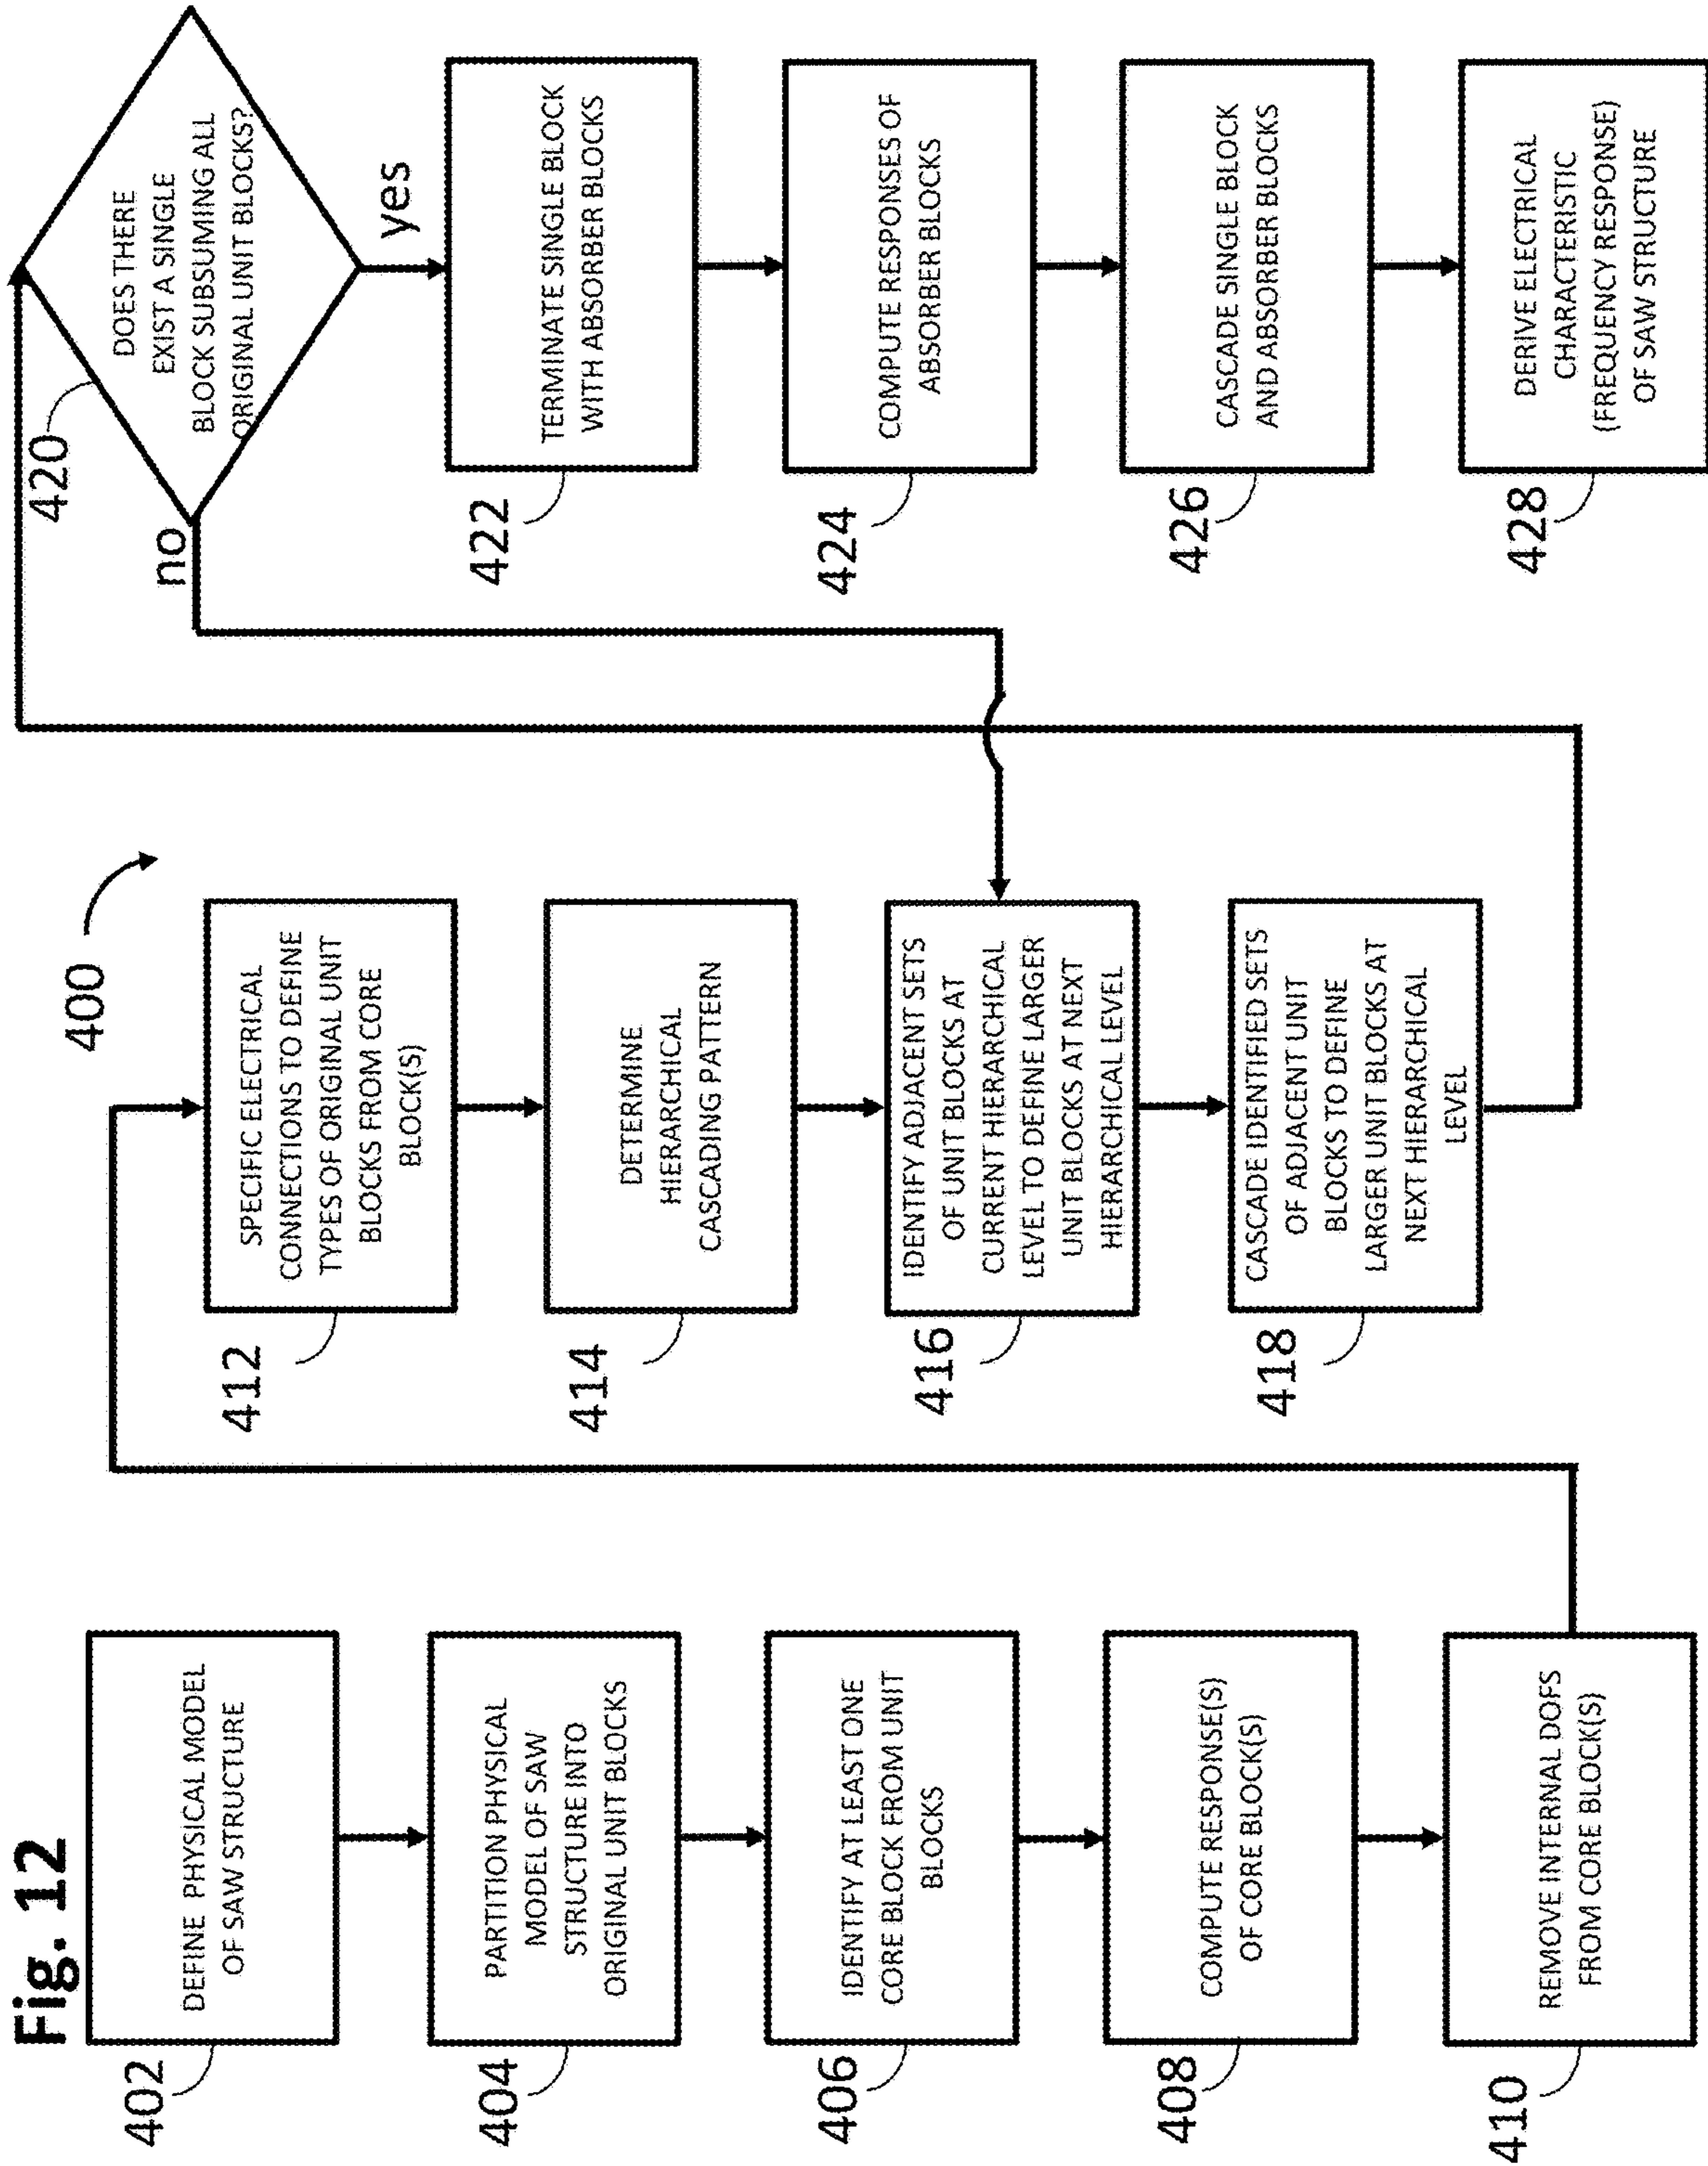 Fig. 12
400
402
DEFINE PHYSICAL MODEL
OF SAW STRUCTURE
404
PARTITION PHYSICAL
MODEL OF SAW
STRUCTURE INTO
ORIGINAL UNIT BLOCKS
406
IDENTIFY AT LEAST ONE
CORE BLOCK FROM UNIT
BLOCKS
408
COMPUTE RESPONSE(S)
OF CORE BLOCK(S)
410
REMOVE INTERNAL DOFS
FROM CORE BLOCK(S)
412
SPECIFIC ELECTRICAL
CONNECTIONS TO DEFINE
TYPES OF ORIGINAL UNIT
BLOCKS FROM CORE
BLOCK(S)
414
DETERMINE
HIERARCHICAL
CASCADING PATTERN
416
IDENTIFY ADJACENT SETS
OF UNIT BLOCKS AT
CURRENT HIERARCHICAL
LEVEL TO DEFINE LARGER
UNIT BLOCKS AT NEXT
HIERARCHICAL LEVEL
418
CASCADE IDENTIFIED SETS
OF ADJACENT UNIT
BLOCKS TO DEFINE
LARGER UNIT BLOCKS AT
NEXT HIERARCHICAL
LEVEL
420
DOES THERE
EXIST A SINGLE
BLOCK SUBSUMING ALL
ORIGINAL UNIT BLOCKS?
no
yes
422
TERMINATE SINGLE BLOCK
WITH ABSORBER BLOCKS
424
COMPUTE RESPONSES OF
ABSORBER BLOCKS
426
CASCADE SINGLE BLOCK
AND ABSORBER BLOCKS
428
DERIVE ELECTRICAL
CHARACTERISTIC
(FREQUENCY RESPONSE)
OF SAW STRUCTURE